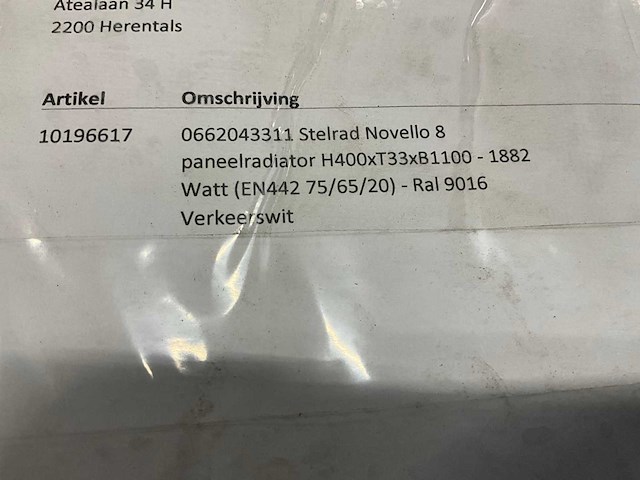 Atealaan 34 H
2200 Herentals
Artikel Omschrijving
10196617 0662043311 Stelrad Novello 8
paneelradiator H400xT33xB1100 - 1882
Watt (EN442 75/65/20) - Ral 9016
Verkeerswit